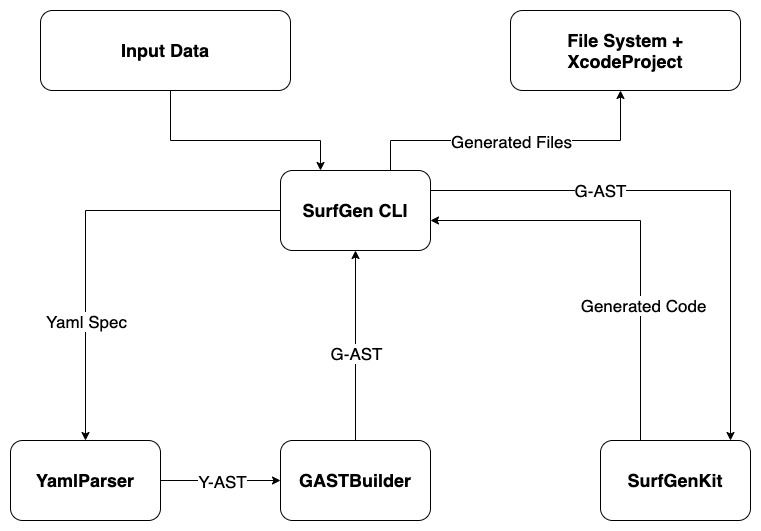 Input Data
File System +
XcodeProject
Generated Files
SurfGen CLI
G-AST
Generated Code
Yaml Spec
G-AST
YamlParser
Y-AST
GASTBuilder
SurfGenKit